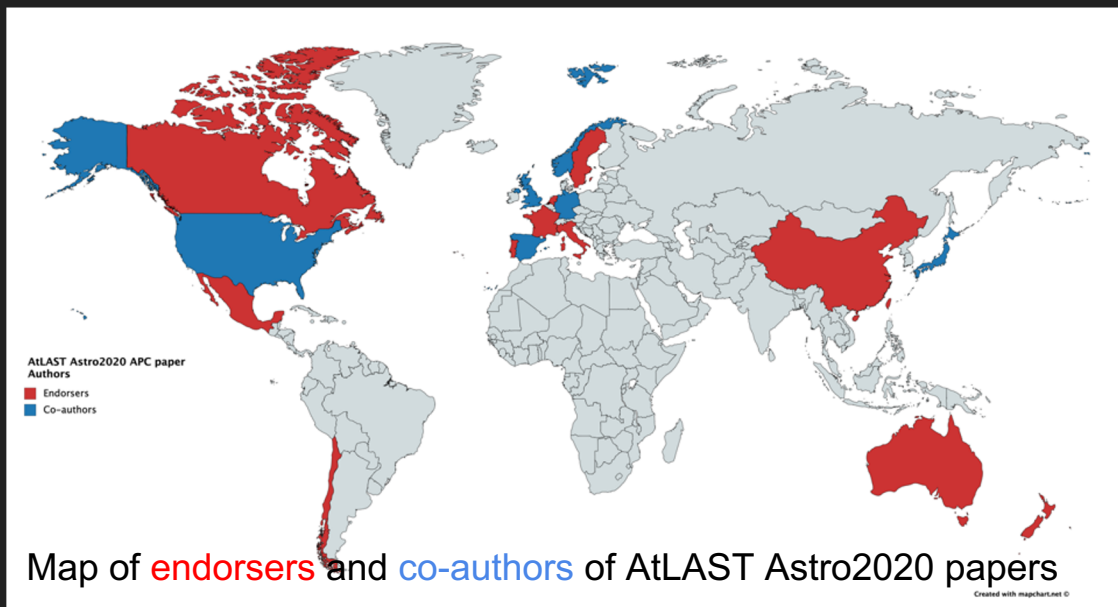 AtLAST Astro2020 APC paper
Authors
Endorsers
Co-authors
Map of endorsers and co-authors of AtLAST Astro2020 papers
Created with mapchart.net ©